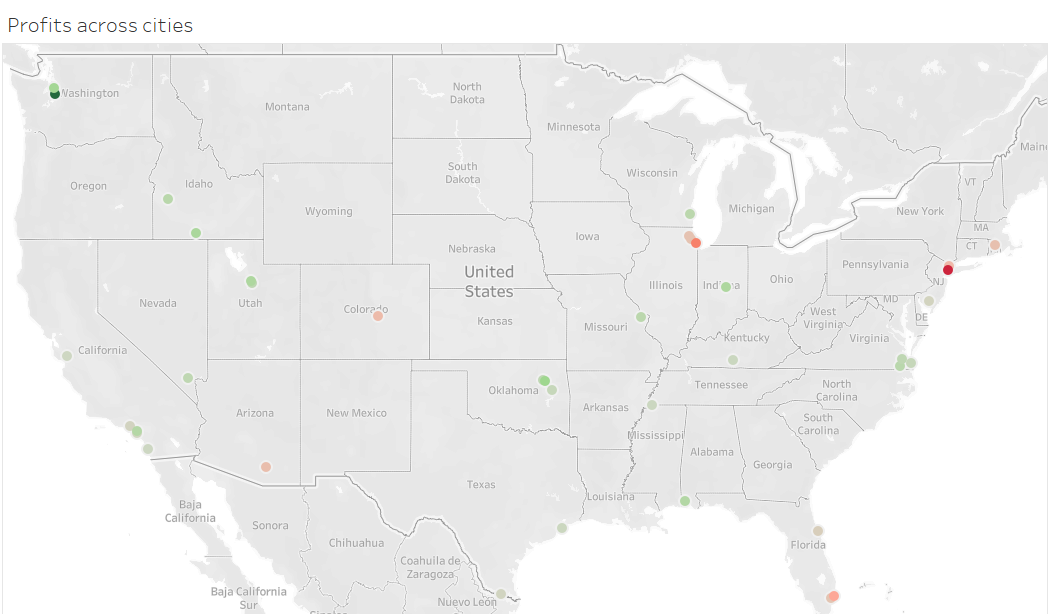 Profits across cities
Washington
Montana
North
Dakota
Minnesota
Maine
Oregon
Idaho
South
Dakota
Wisconsin
VT
Wyoming
Michigan
New York
MA
CT
Iowa
Nebraska
United
States
Pennsylvania
NJ
Nevada
Utah
Colorado
Illinois
Indiana
Ohio
MD
DE
Kansas
Missouri
West
Virginia
Virginia
Kentucky
California
Oklahoma
Tennessee
North
Carolina
Arizona
New Mexico
Arkansas
South
Carolina
Mississippi
Alabama
Georgia
Texas
Louisiana
Baja
California
Sonora
Chihuahua
Florida
Coahuila de
Zaragoza
Baja California
Sur
Nuevo León